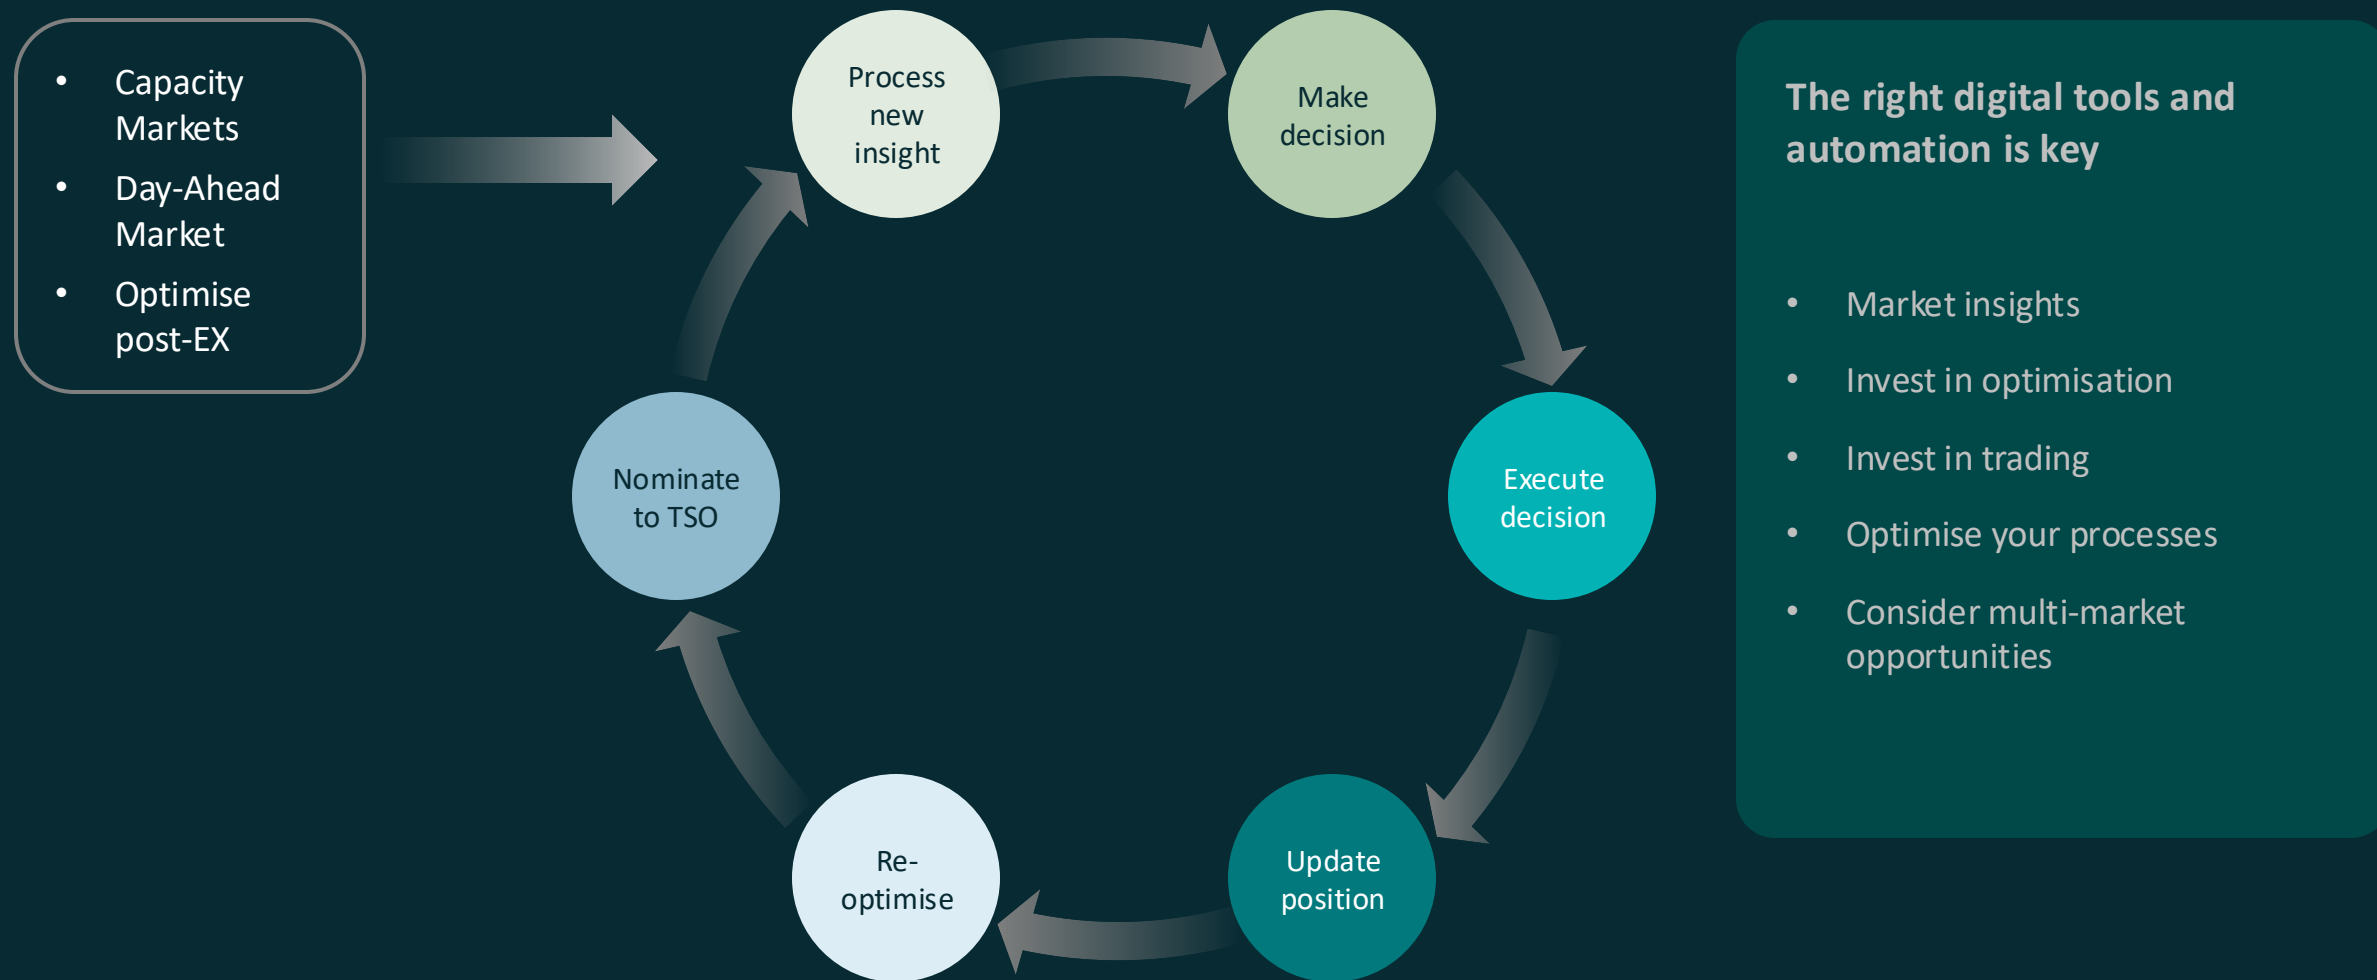 • Capacity
Markets
• Day-Ahead
Market
• Optimise
post-EX
Process
new
insight
Make
decision
Execute
decision
Update
position
Re-
optimise
Nominate
to TSO
The right digital tools and
automation is key
• Market insights
• Invest in optimisation
• Invest in trading
• Optimise your processes
• Consider multi-market
opportunities